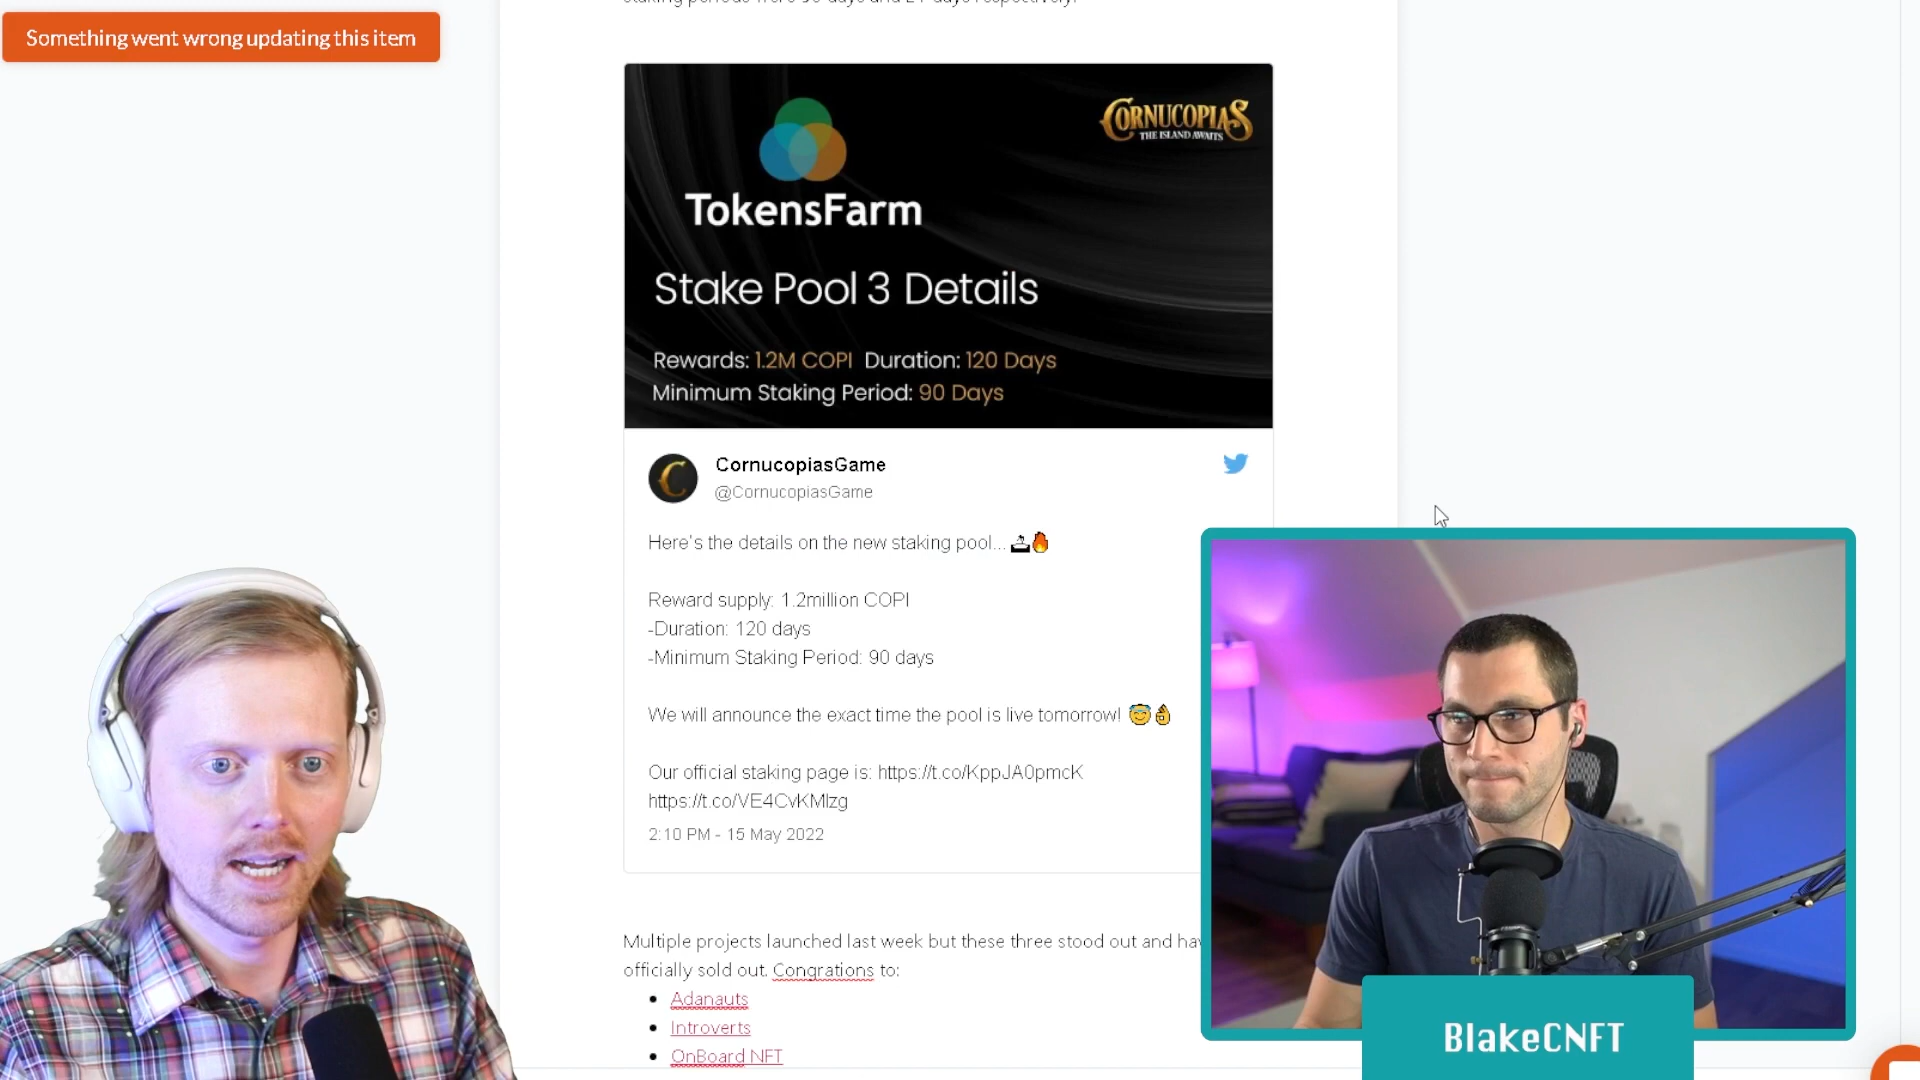 Something went wrong updating this item
CORNUCOPIAS
THE ISLAND AWAITS
TokensFarm
Stake Pool 3 Details
Rewards: 1.2M COPI Duration: 120 Days
Minimum Staking Period: 90 Days
CornucopiasGame
@CornucopiasGame
Here's the details on the new staking pool...
Reward supply: 1.2million COPI
-Duration: 120 days
-Minimum Staking Period: 90 days
We will announce the exact time the pool is live tomorrow!
Our official staking page is: https://t.co/KppJA0pmcK
https://t.co/VE4CvKMlzg
2:10 PM - 15 May 2022
Multiple projects launched last week but these three stood out and
officially sold out. Congrations to:
Adanauts
Introverts
OnBoard NFT
BlakeCNFT